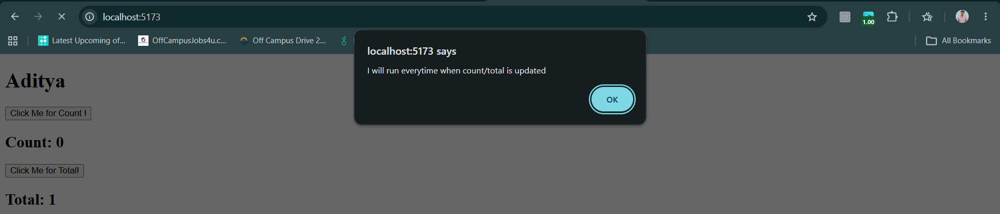 localhost:5173
1.00
Latest Upcoming of...
OffCampusJobs4u.c...
Off Campus Drive 2...
All Bookmarks
localhost:5173 says
I will run everytime when count/total is updated
OK
Aditya
Click Me for Count !
Count: 0
Click Me for Total!
Total: 1